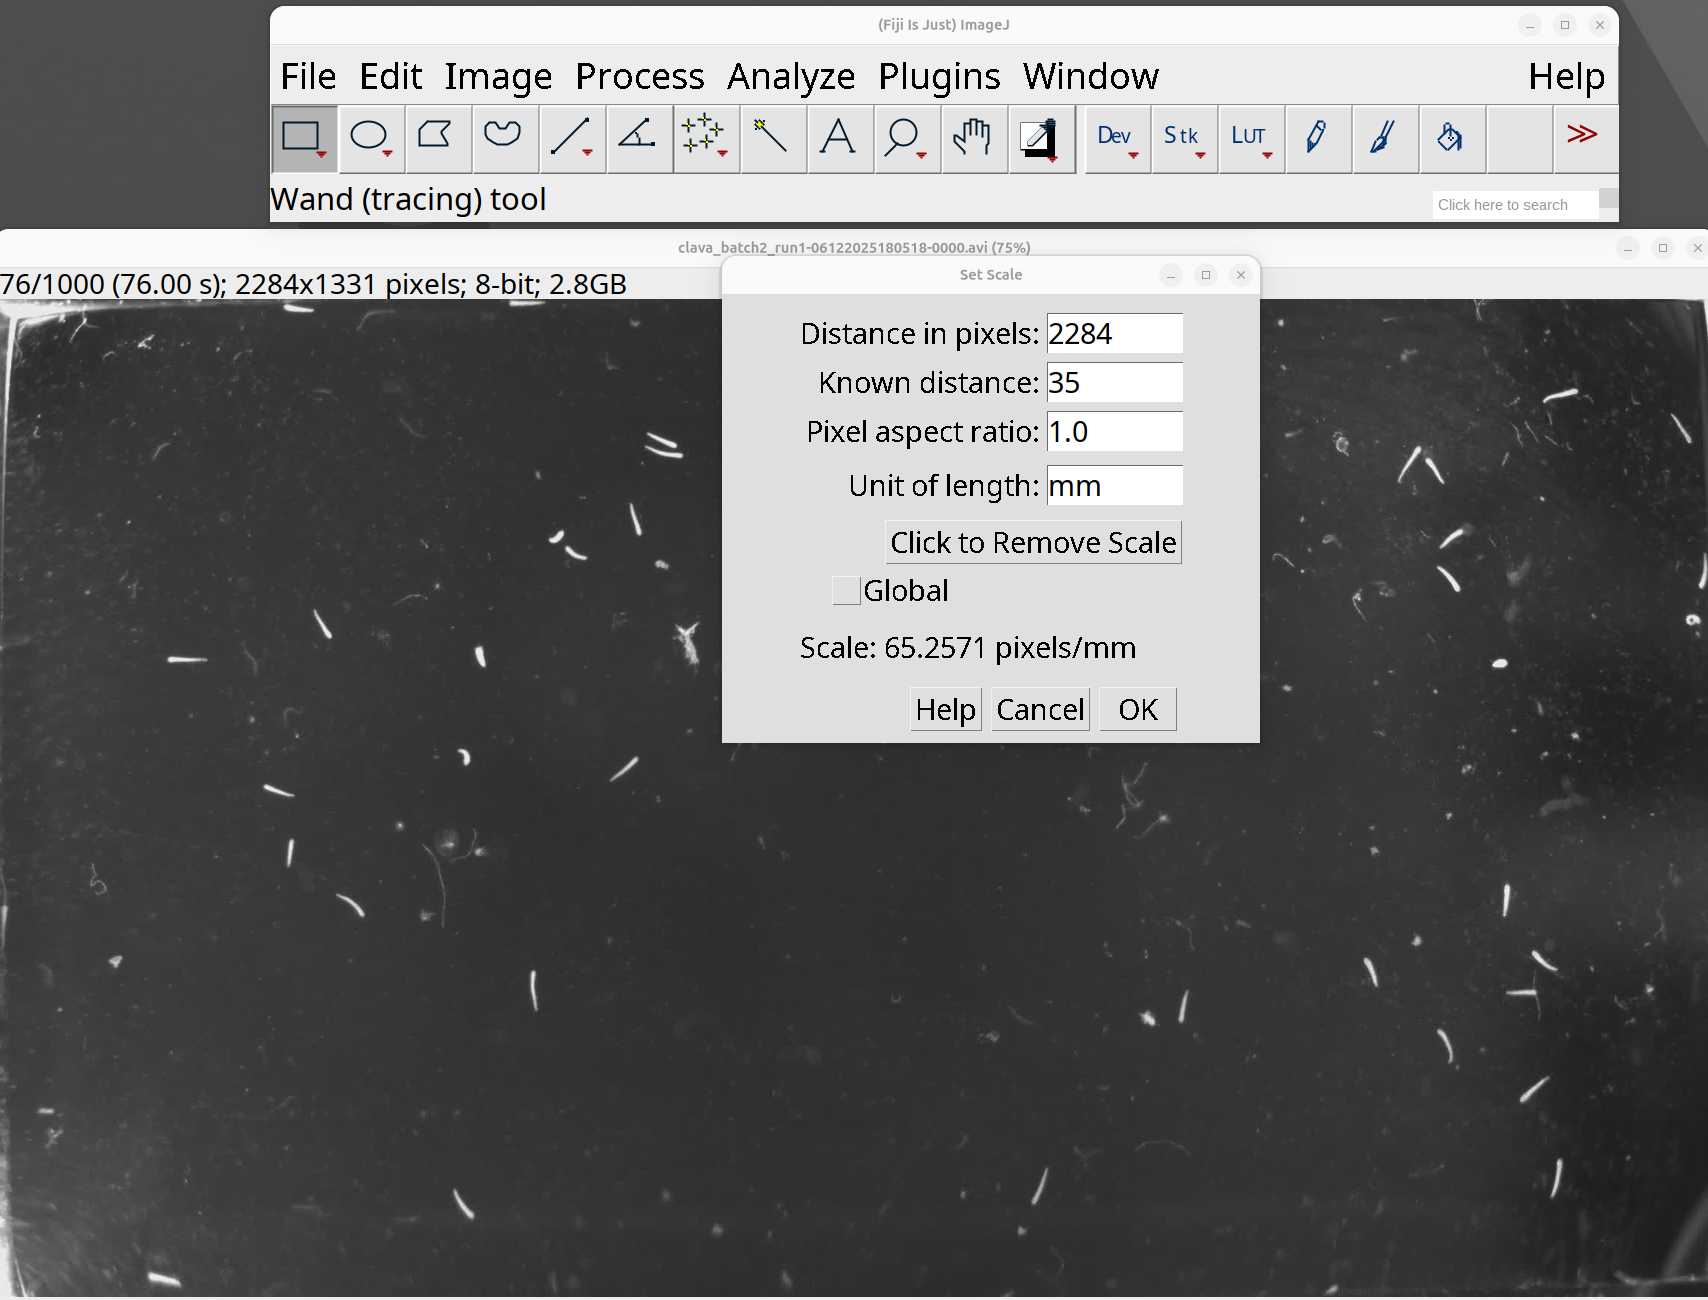 (Fiji Is Just) ImageJ
File Edit Image Process Analyze Plugins Window Help
A Dev Stk LUT >>
Wand (tracing) tool
Click here to search
clava_batch2_run1-06122025180518-0000.avi (75%)
76/1000 (76.00 s); 2284x1331 pixels; 8-bit; 2.8GB
Set Scale
Distance in pixels: 2284
Known distance: 35
Pixel aspect ratio: 1.0
Unit of length: mm
Click to Remove Scale
Global
Scale: 65.2571 pixels/mm
Help Cancel OK